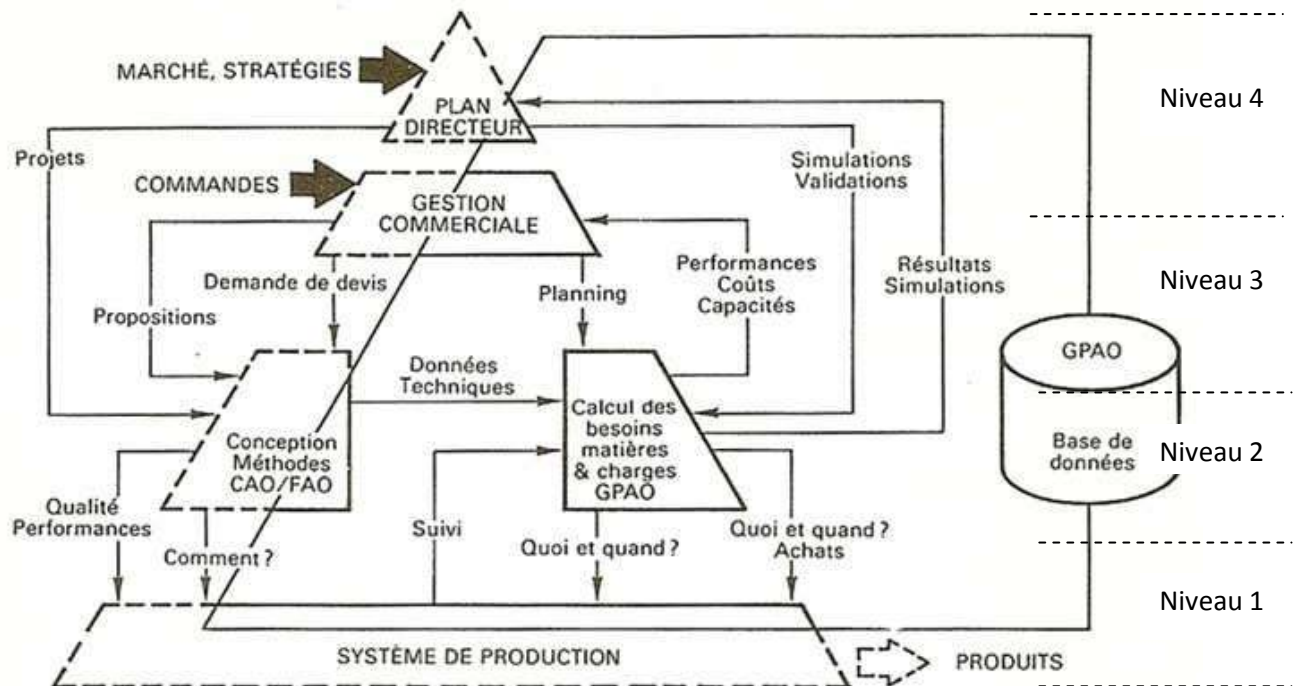 MARCHÉ, STRATÉGIES
PLAN
DIRECTEUR
Niveau 4
Projets
Simulations
Validations
COMMANDES
GESTION
COMMERCIALE
Demande de devis
Planning
Performances
Coûts
Capacités
Résultats
Simulations
Niveau 3
Propositions
GPAO
Données
Techniques
Conception
Méthodes
CAO/FAO
Calcul des
besoins
matières
& charges
GPAO
Base de
données
Niveau 2
Qualité
Performances
Comment ?
Suivi
Quoi et quand ?
Quoi et quand ?
Achats
Niveau 1
SYSTÈME DE PRODUCTION
PRODUITS